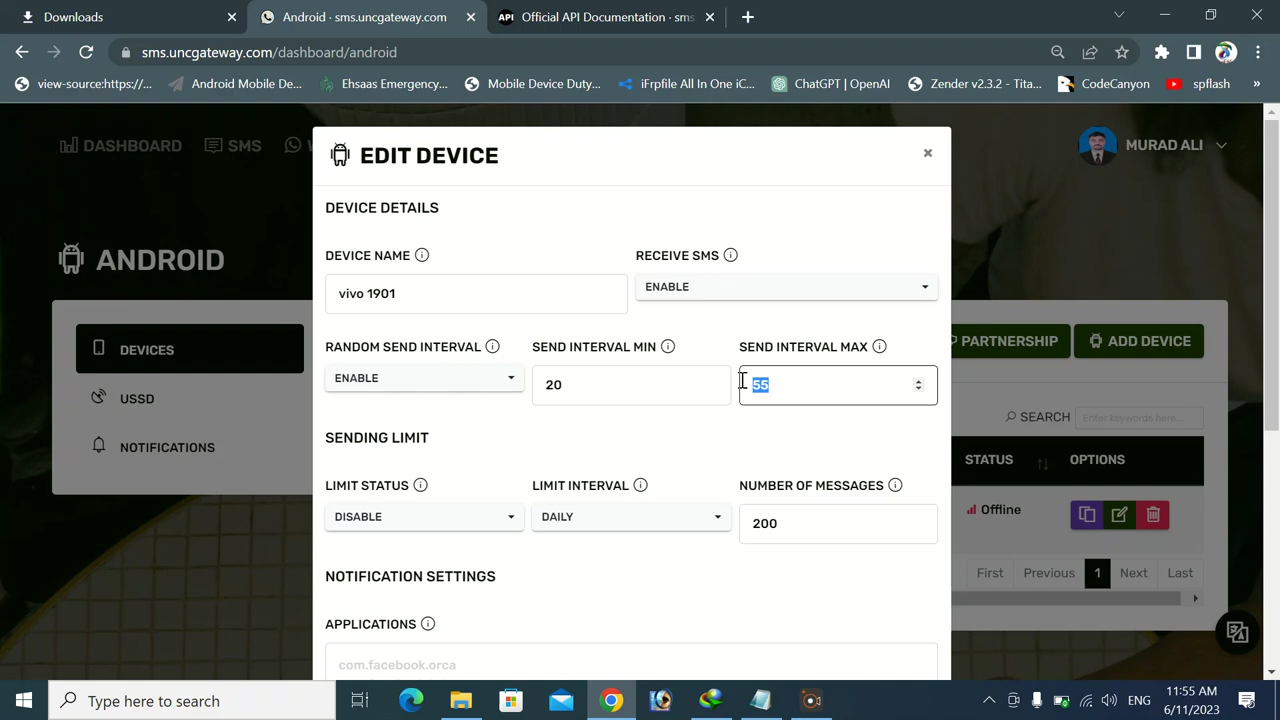 Downloads
Android · sms.uncgateway.com
API Official API Documentation · sms
sms.uncgateway.com/dashboard/android
view-source:https:/...
Android Mobile De...
Ehsaas Emergency...
Mobile Device Duty...
iFrpfile All In One iC...
ChatGPT | OpenAI
Zender v2.3.2 - Tita...
CodeCanyon
spflash
DASHBOARD
SMS
MURAD ALI
EDIT DEVICE
DEVICE DETAILS
DEVICE NAME
RECEIVE SMS
vivo 1901
ENABLE
ANDROID
RANDOM SEND INTERVAL
SEND INTERVAL MIN
SEND INTERVAL MAX
ENABLE
20
55
DEVICES
USSD
NOTIFICATIONS
PARTNERSHIP
ADD DEVICE
SEARCH
Enter keywords here...
STATUS
OPTIONS
Offline
First
Previous
1
Next
Last
SENDING LIMIT
LIMIT STATUS
LIMIT INTERVAL
NUMBER OF MESSAGES
DISABLE
DAILY
200
NOTIFICATION SETTINGS
APPLICATIONS
com.facebook.orca
Type here to search
ENG
11:55 AM
6/11/2023